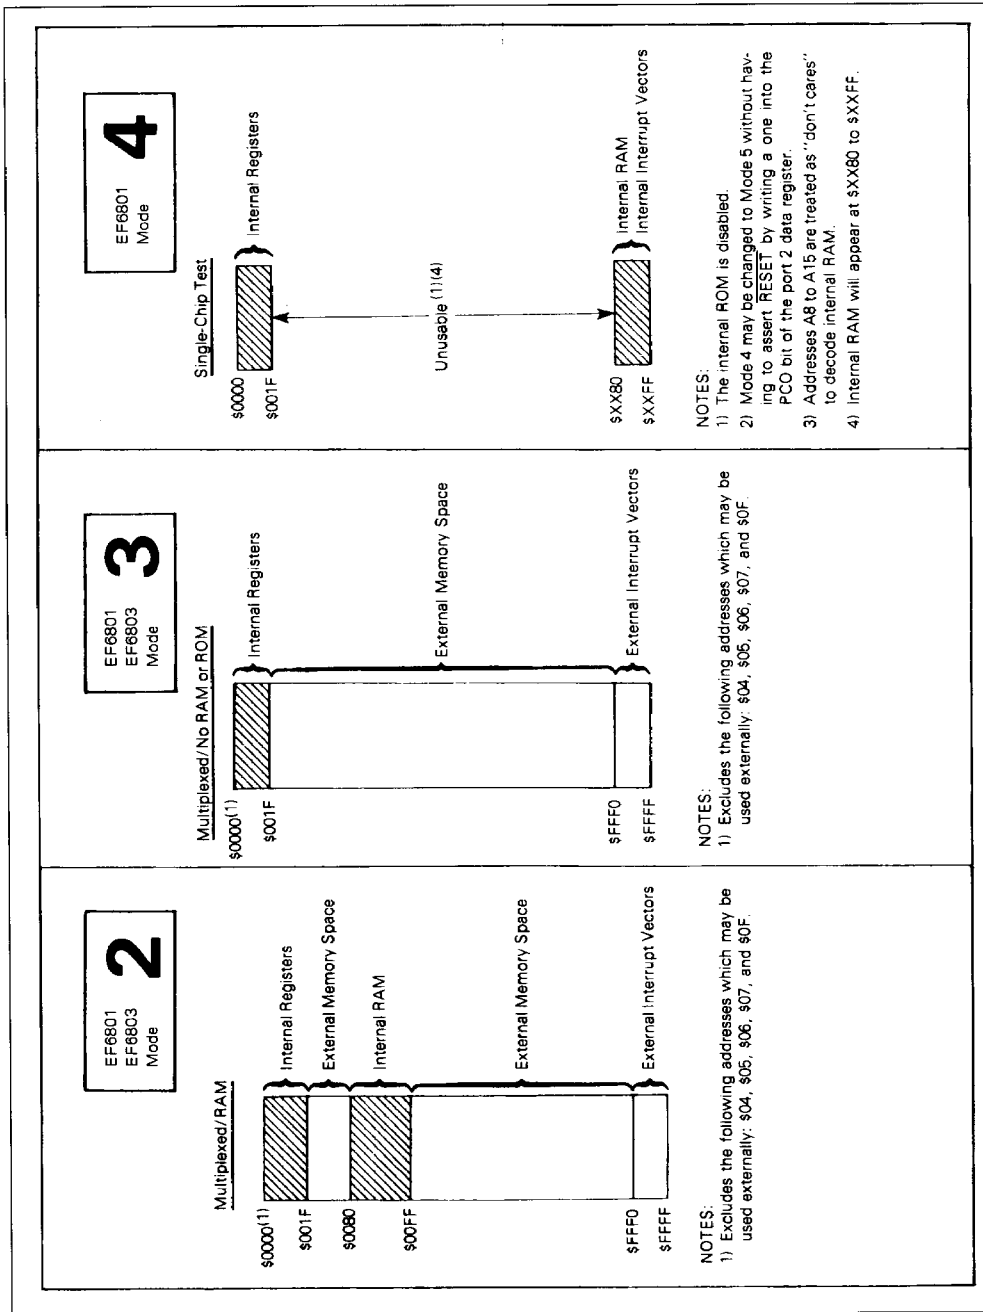 EF6801
EF6803
Mode
2
Multiplexed/RAM
$0000(1)
$001F
$0080
$00FF
$FFF0
$FFFF
Internal Registers
External Memory Space
Internal RAM
External Memory Space
External Interrupt Vectors
NOTES:
1) Excludes the following addresses which may be
used externally: $04, $05, $06, $07, and $0F.
EF6801
EF6803
Mode
3
Multiplexed/No RAM or ROM
$0000(1)
$001F
$FFF0
$FFFF
Internal Registers
External Memory Space
External Interrupt Vectors
NOTES:
1) Excludes the following addresses which may be
used externally: $04, $05, $06, $07, and $0F.
EF6801
Mode
4
Single-Chip Test
$0000
$001F
$XX80
$XXFF
Internal Registers
Unusable (1)(4)
Internal RAM
Internal Interrupt Vectors
NOTES:
1) The internal ROM is disabled.
2) Mode 4 may be changed to Mode 5 without hav-
ing to assert RESET by writing a one into the
PCO bit of the port 2 data register.
3) Addresses A8 to A15 are treated as "don't cares"
to decode internal RAM.
4) Internal RAM will appear at $XX80 to $XXFF.